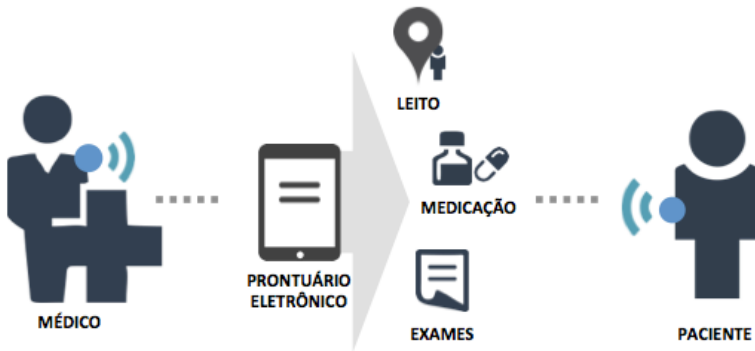 LEITO
MEDICAÇÃO
PRONTUÁRIO
ELETRÔNICO
MÉDICO
EXAMES
PACIENTE